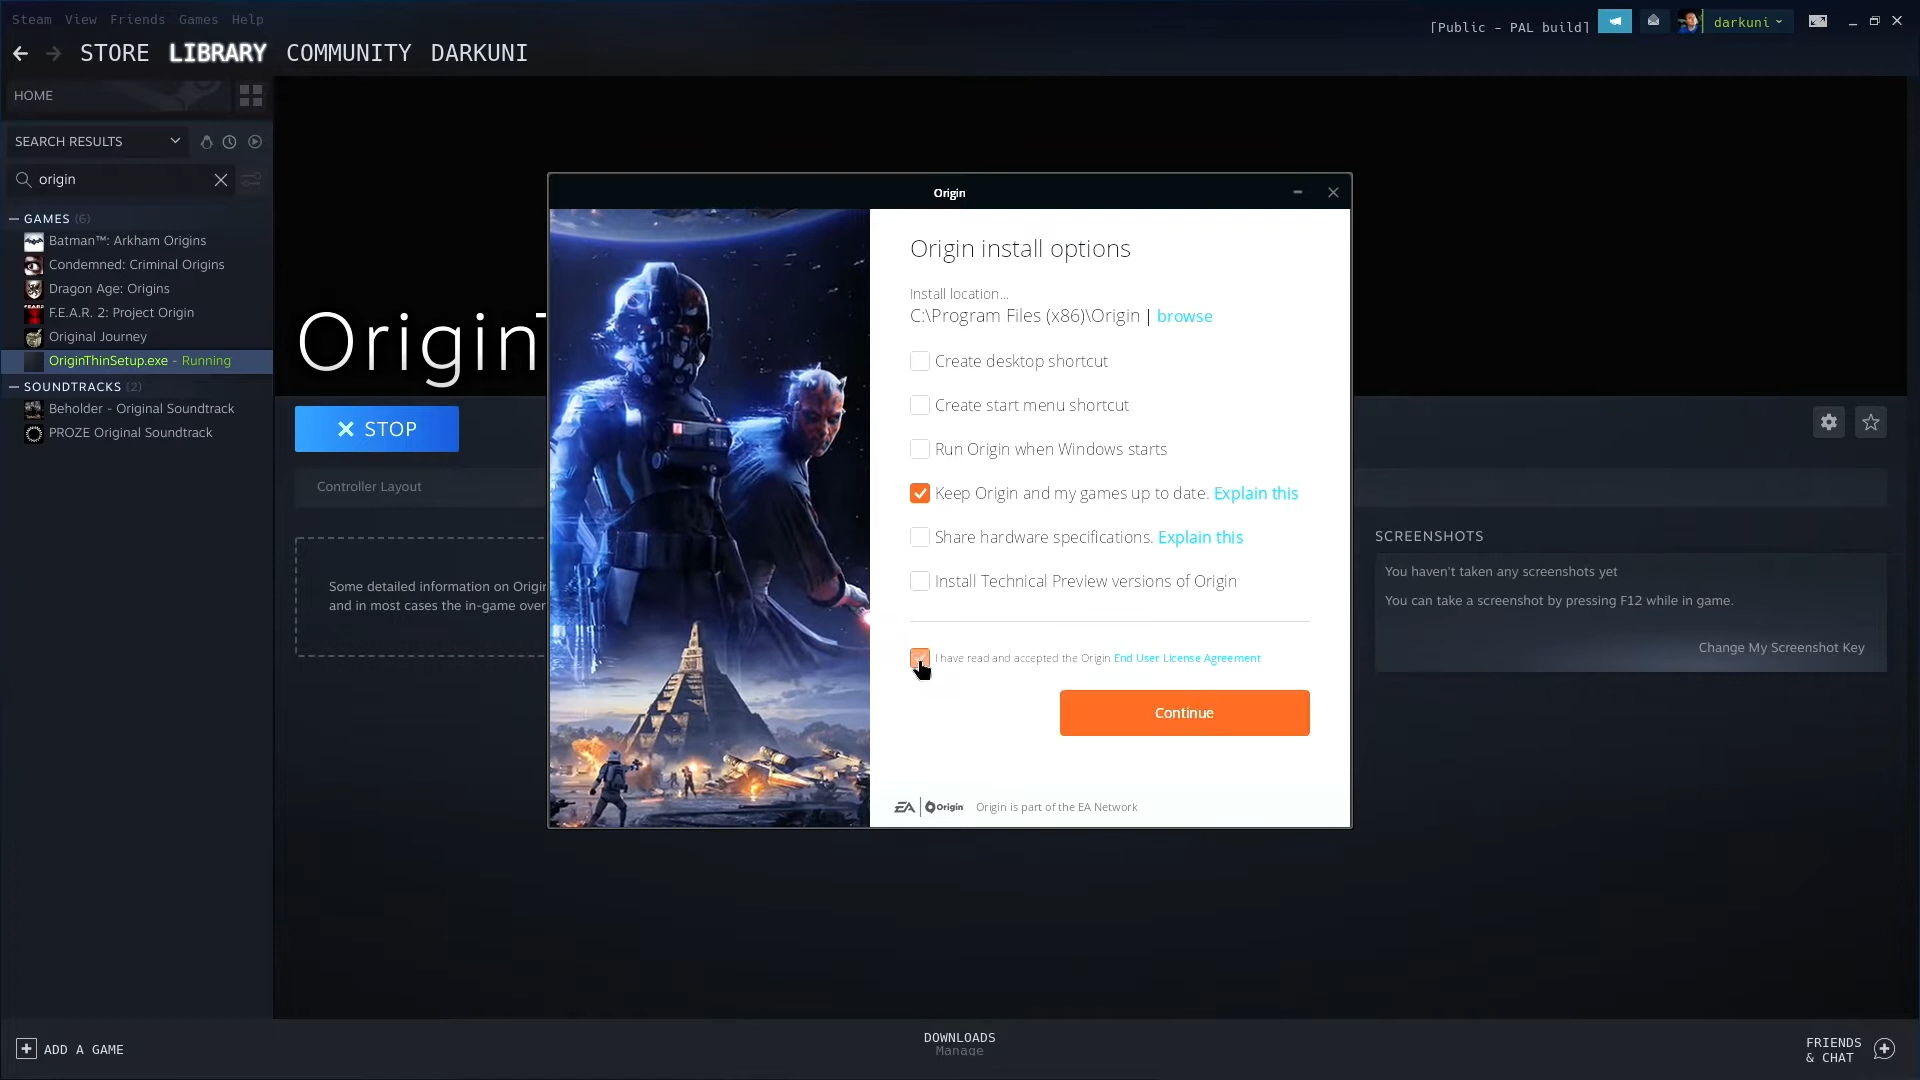 Steam View Friends Games Help
[Public - PAL build]
darkuni
STORE LIBRARY COMMUNITY DARKUNI
HOME
SEARCH RESULTS
origin
GAMES (6)
Batman™: Arkham Origins
Condemned: Criminal Origins
Dragon Age: Origins
F.E.A.R. 2: Project Origin
Original Journey
OriginThinSetup.exe - Running
SOUNDTRACKS (2)
Beholder - Original Soundtrack
PROZE Original Soundtrack
OriginT
STOP
Controller Layout
Some detailed information on Origin
and in most cases the in-game over
Origin
Origin install options
Install location...
C:\Program Files (x86)\Origin | browse
Create desktop shortcut
Create start menu shortcut
Run Origin when Windows starts
Keep Origin and my games up to date. Explain this
Share hardware specifications. Explain this
Install Technical Preview versions of Origin
I have read and accepted the Origin End User License Agreement
Continue
EA Origin Origin is part of the EA Network
SCREENSHOTS
You haven't taken any screenshots yet
You can take a screenshot by pressing F12 while in game.
Change My Screenshot Key
ADD A GAME
DOWNLOADS
Manage
FRIENDS
& CHAT